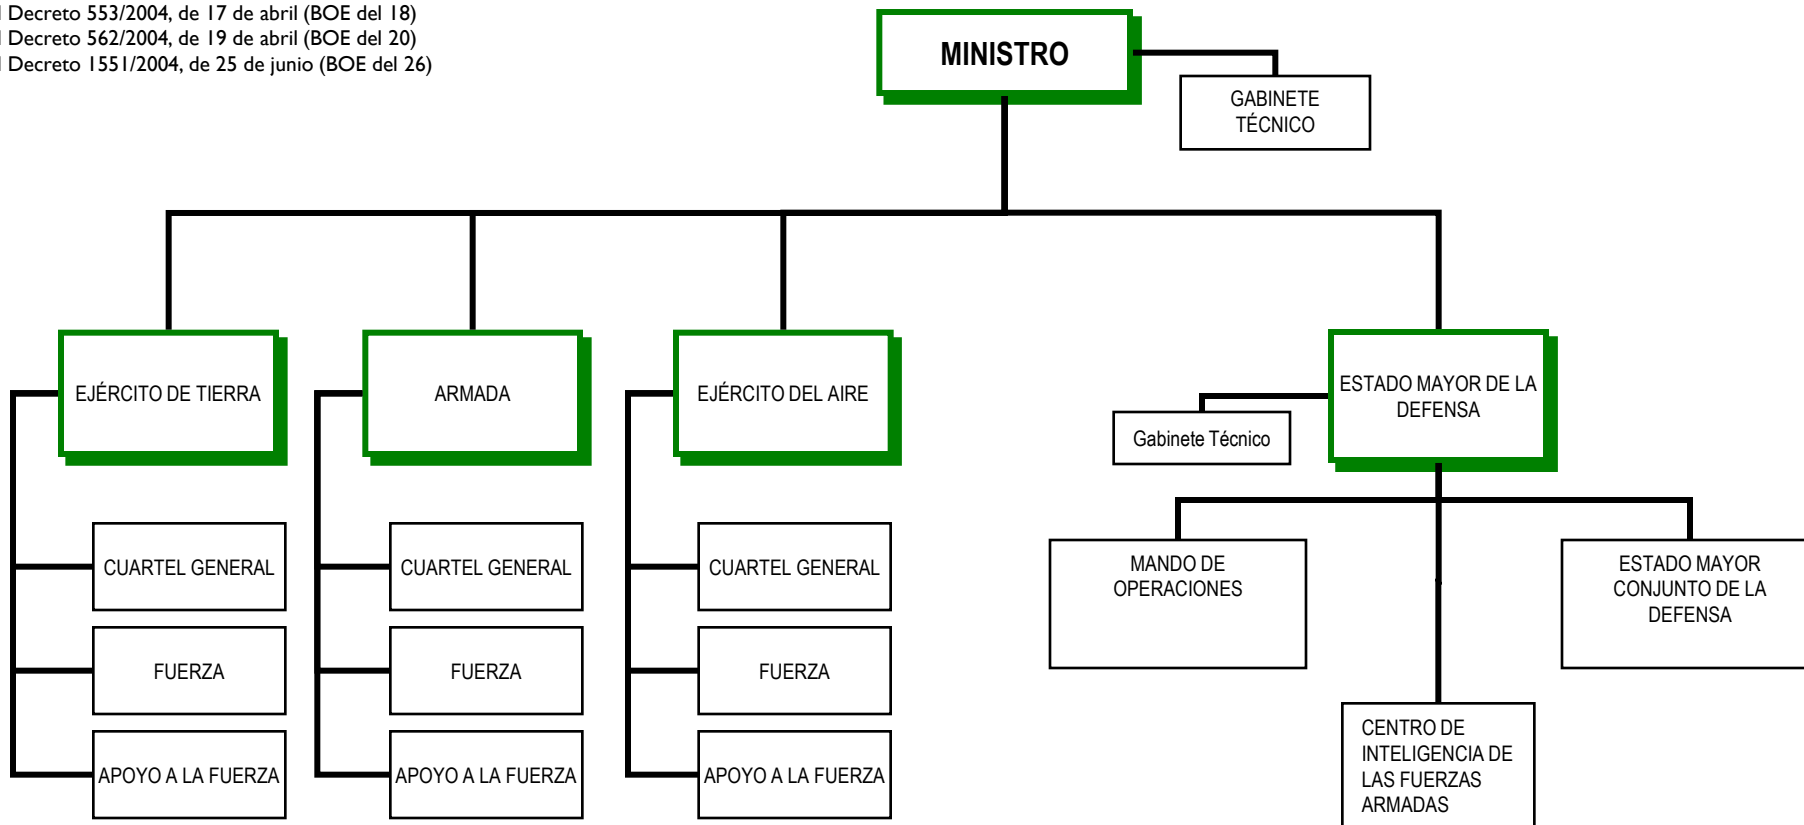 l Decreto 553/2004, de 17 de abril (BOE del 18)
l Decreto 562/2004, de 19 de abril (BOE del 20)
l Decreto 1551/2004, de 25 de junio (BOE del 26)
MINISTRO
GABINETE
TÉCNICO
EJÉRCITO DE TIERRA
ARMADA
EJÉRCITO DEL AIRE
ESTADO MAYOR DE LA
DEFENSA
Gabinete Técnico
CUARTEL GENERAL
CUARTEL GENERAL
CUARTEL GENERAL
MANDO DE
OPERACIONES
ESTADO MAYOR
CONJUNTO DE LA
DEFENSA
FUERZA
FUERZA
FUERZA
APOYO A LA FUERZA
APOYO A LA FUERZA
APOYO A LA FUERZA
CENTRO DE
INTELIGENCIA DE
LAS FUERZAS
ARMADAS